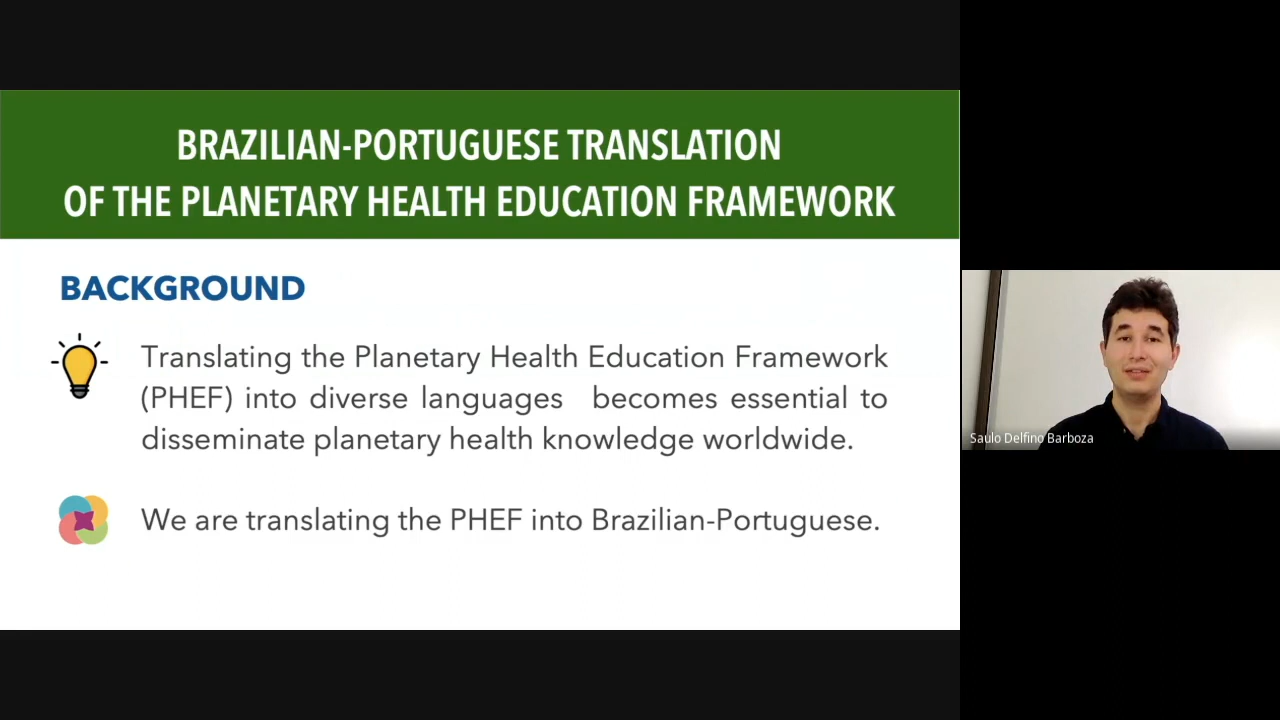 BRAZILIAN-PORTUGUESE TRANSLATION
OF THE PLANETARY HEALTH EDUCATION FRAMEWORK
BACKGROUND
Translating the Planetary Health Education Framework
(PHEF) into diverse languages becomes essential to
disseminate planetary health knowledge worldwide.
We are translating the PHEF into Brazilian-Portuguese.
Saulo Delfino Barboza